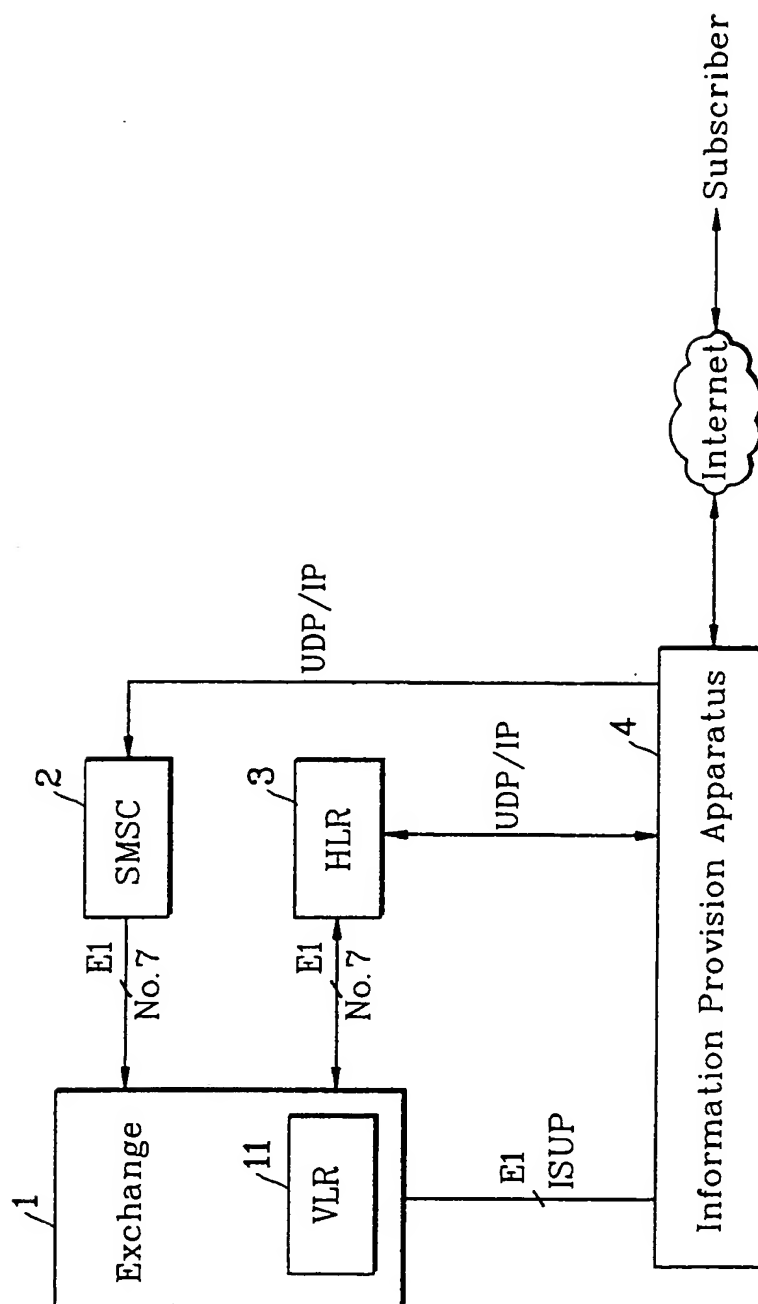 1
Exchange
11
VLR
E1
No.7
2
SMSC
E1
No.7
3
HLR
UDP/IP
UDP/IP
E1
ISUP
4
Information Provision Apparatus
Internet
Subscriber